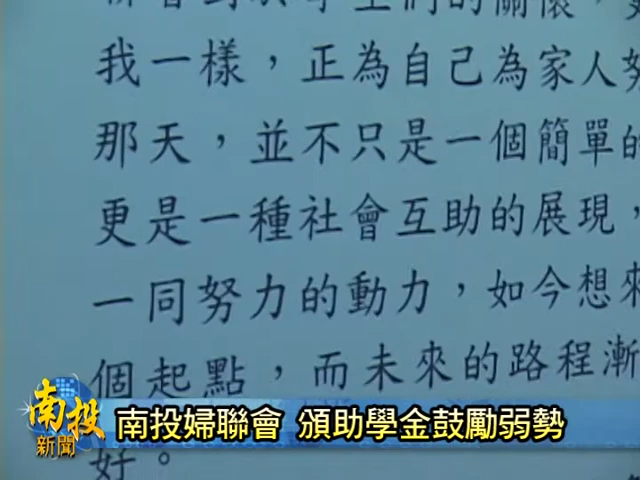 我一樣，正為自己為家人努
那天，並不只是一個簡單的
更是一種社會互助的展現，
一同努力的動力，如今想來
個起點，而未來的路程漸
好。
南投新聞
南投婦聯會 頒助學金鼓勵弱勢